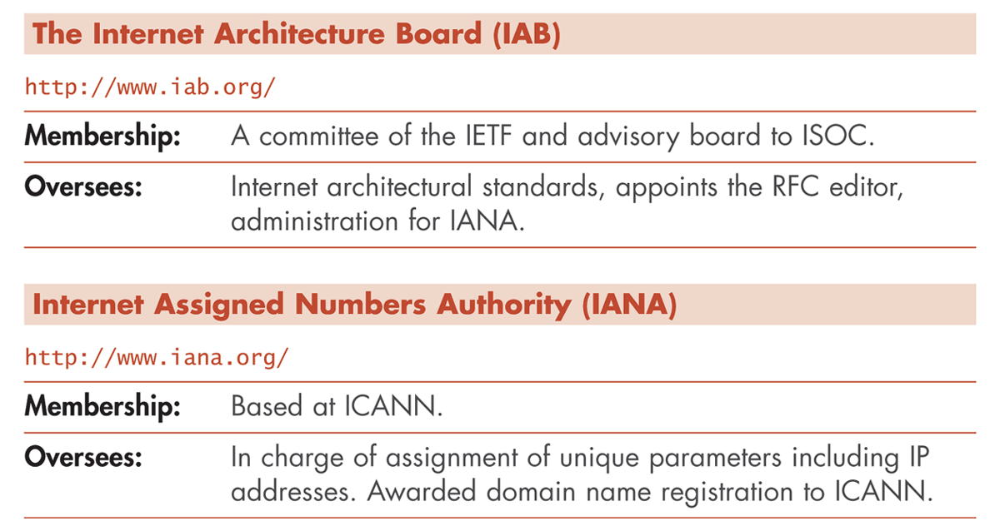 The Internet Architecture Board (IAB)
http://www.iab.org/
Membership: A committee of the IETF and advisory board to ISOC.
Oversees: Internet architectural standards, appoints the RFC editor,
administration for IANA.
Internet Assigned Numbers Authority (IANA)
http://www.iana.org/
Membership: Based at ICANN.
Oversees: In charge of assignment of unique parameters including IP
addresses. Awarded domain name registration to ICANN.